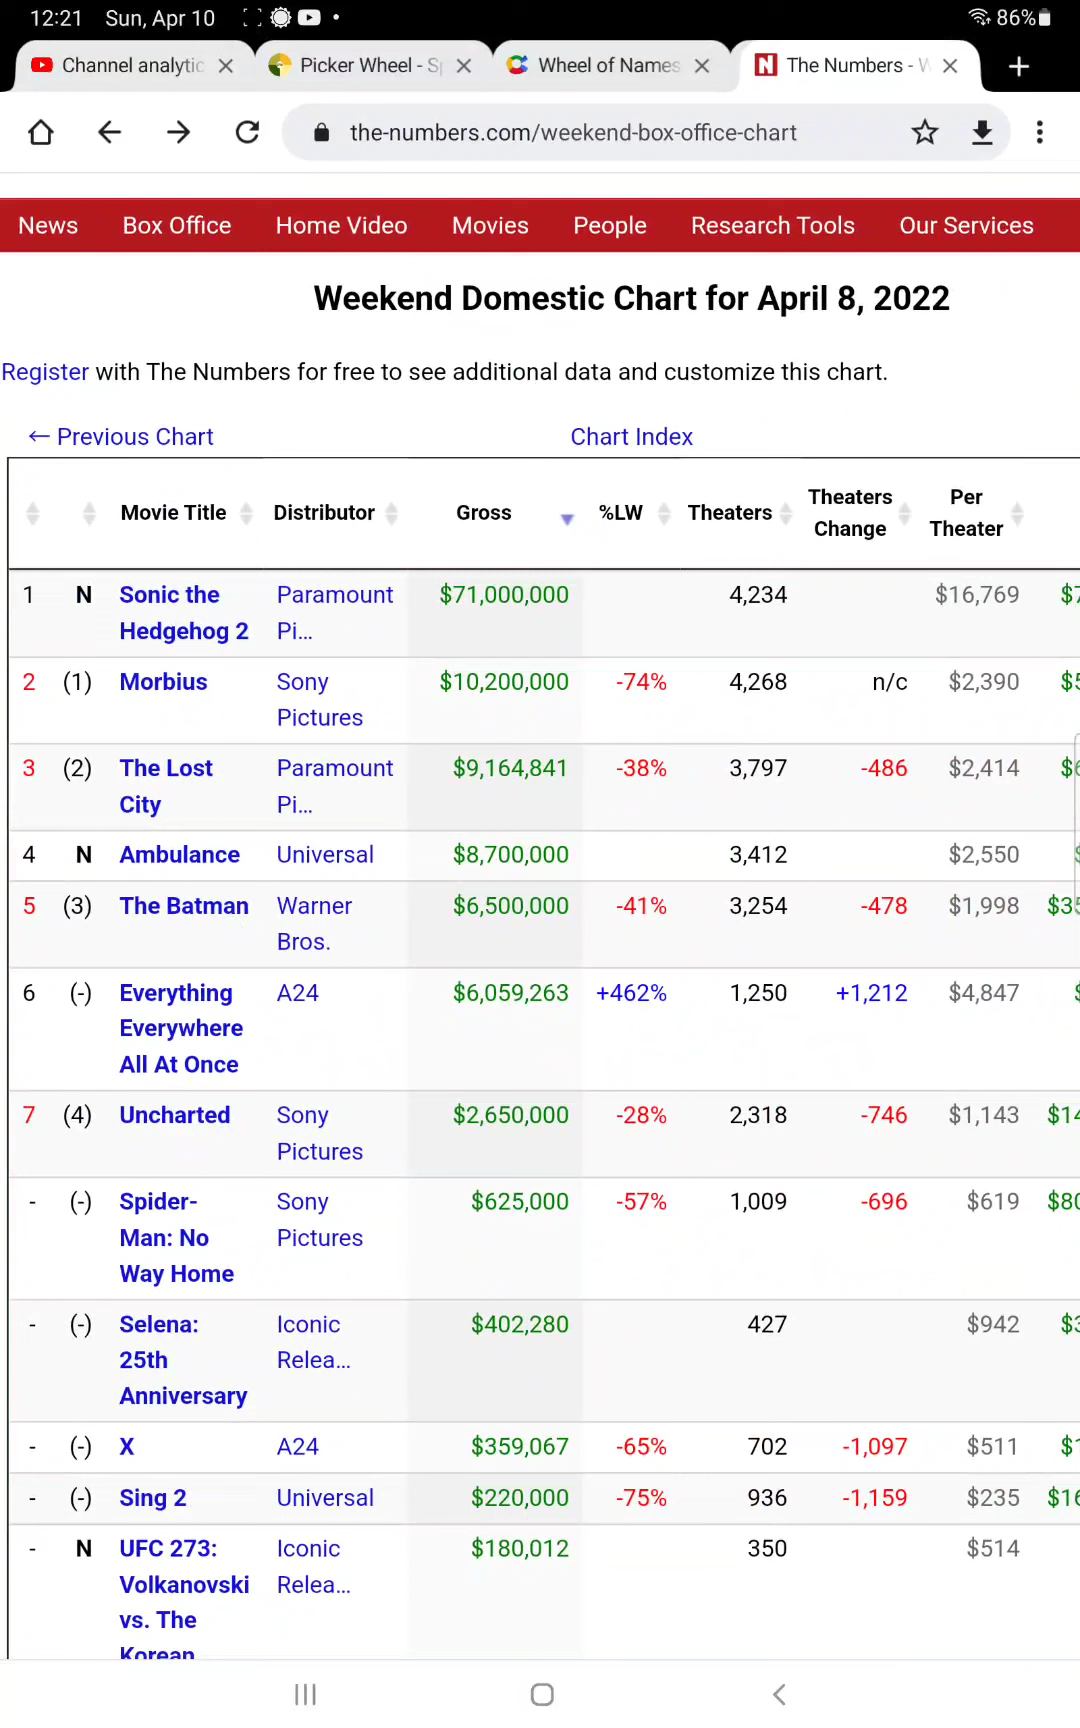 12:21 Sun, Apr 10 86%
Channel analytic Picker Wheel - Sp Wheel of Names The Numbers - W
the-numbers.com/weekend-box-office-chart
News Box Office Home Video Movies People Research Tools Our Services
Weekend Domestic Chart for April 8, 2022
Register with The Numbers for free to see additional data and customize this chart.
← Previous Chart Chart Index
Movie Title Distributor Gross %LW Theaters Theaters Change Per Theater
1 N Sonic the Paramount $71,000,000 4,234 $16,769 $7
Hedgehog 2 Pi...
2 (1) Morbius Sony $10,200,000 -74% 4,268 n/c $2,390 $5
Pictures
3 (2) The Lost Paramount $9,164,841 -38% 3,797 -486 $2,414 $6
City Pi...
4 N Ambulance Universal $8,700,000 3,412 $2,550 $
5 (3) The Batman Warner $6,500,000 -41% 3,254 -478 $1,998 $35
Bros.
6 (-) Everything A24 $6,059,263 +462% 1,250 +1,212 $4,847 $
Everywhere
All At Once
7 (4) Uncharted Sony $2,650,000 -28% 2,318 -746 $1,143 $14
Pictures
- (-) Spider- Sony $625,000 -57% 1,009 -696 $619 $80
Man: No Pictures
Way Home
- (-) Selena: Iconic $402,280 427 $942 $3
25th Relea...
Anniversary
- (-) X A24 $359,067 -65% 702 -1,097 $511 $1
- (-) Sing 2 Universal $220,000 -75% 936 -1,159 $235 $16
- N UFC 273: Iconic $180,012 350 $514
Volkanovski Relea...
vs. The
Korean